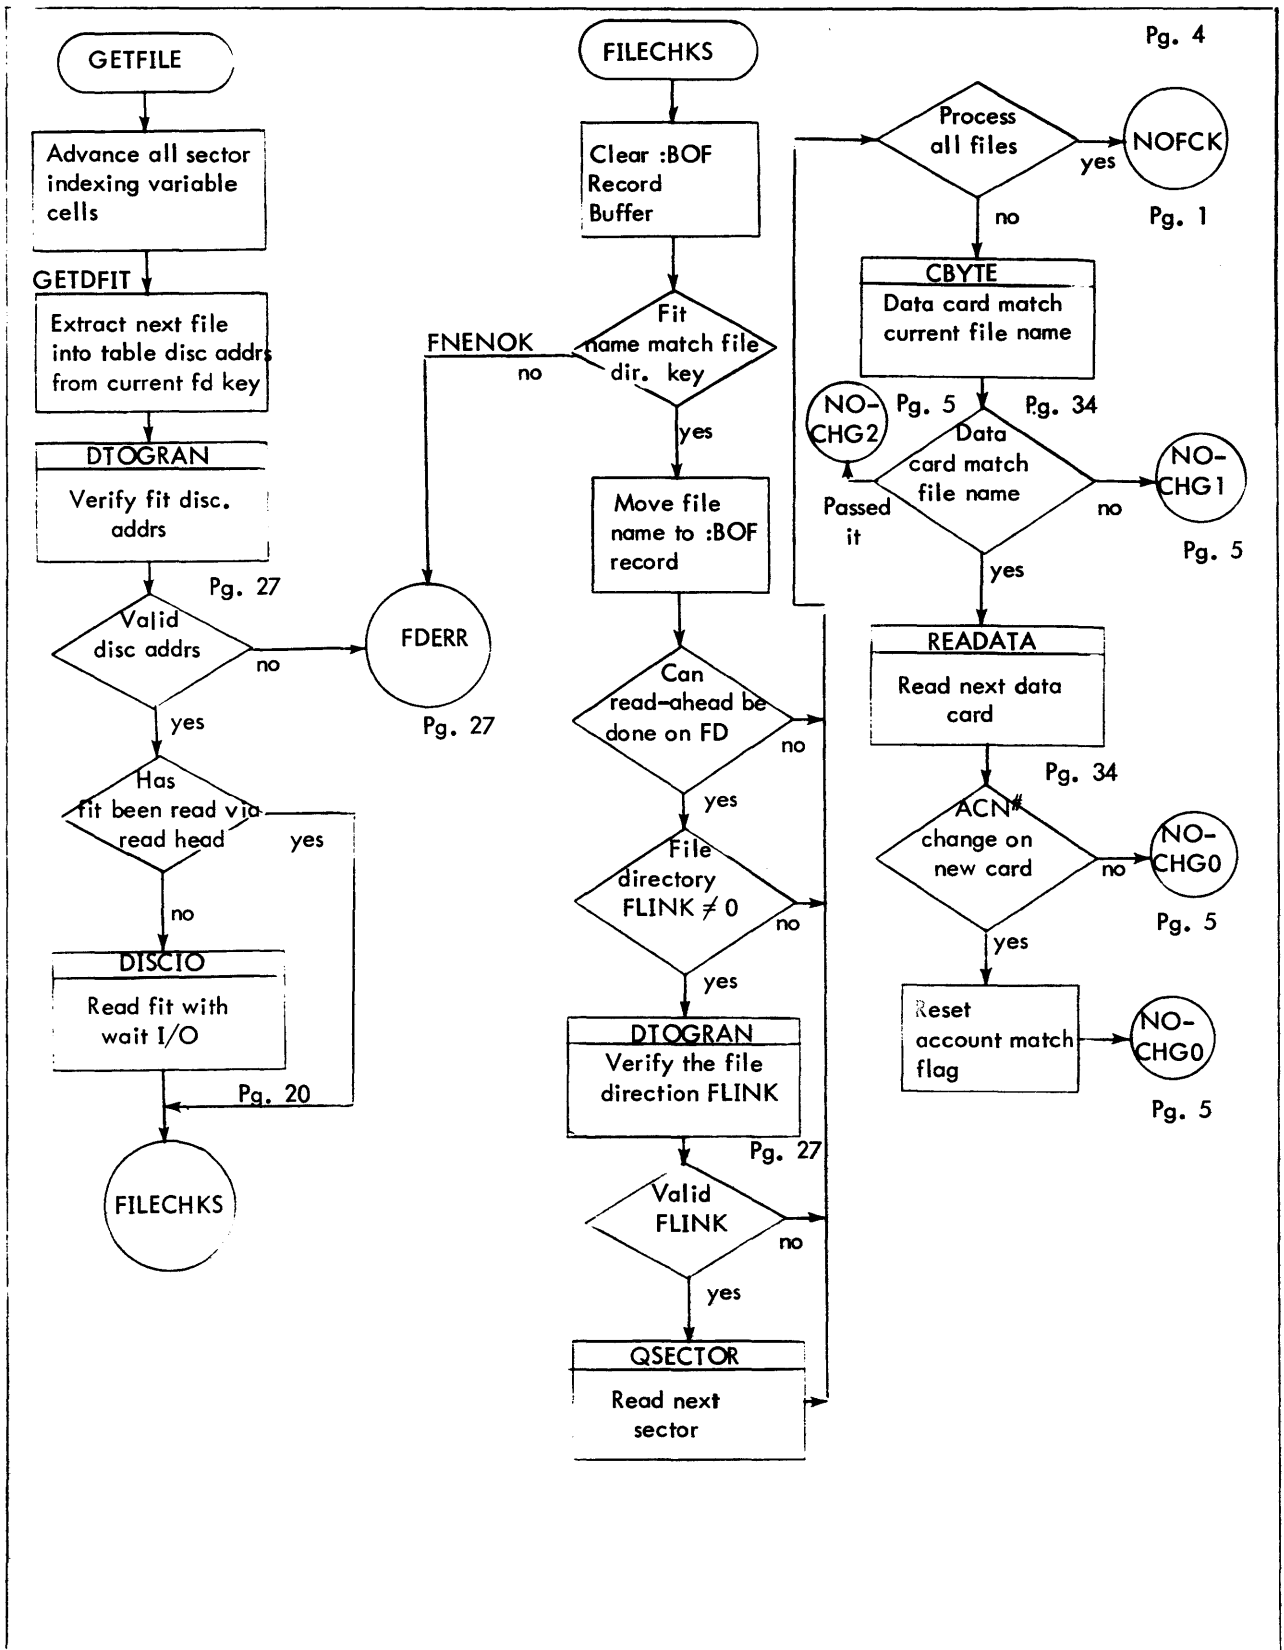 Pg. 4
GETFILE
Advance all sector
indexing variable
cells
GETDFIT
Extract next file
into table disc addrs
from current fd key
DTOGRAN
Verify fit disc.
addrs
Pg. 27
Valid
disc addrs
no
yes
FDERR
Pg. 27
Has
fit been read via
read head
yes
no
DISCIO
Read fit with
wait I/O
Pg. 20
FILECHKS
FILECHKS
Clear :BOF
Record
Buffer
Fit
name match file
dir. key
FNENOK
no
yes
Move file
name to :BOF
record
Can
read-ahead be
done on FD
no
yes
File
directory
FLINK ≠ 0
no
yes
DTOGRAN
Verify the file
direction FLINK
Pg. 27
Valid
FLINK
no
yes
QSECTOR
Read next
sector
Process
all files
yes
NOFCK
Pg. 1
no
CBYTE
Data card match
current file name
Pg. 34
NO-
CHG2
Pg. 5
Data
card match
file name
Passed
it
no
NO-
CHG1
Pg. 5
yes
READATA
Read next data
card
Pg. 34
ACN#
change on
new card
no
NO-
CHG0
Pg. 5
yes
Reset
account match
flag
NO-
CHG0
Pg. 5